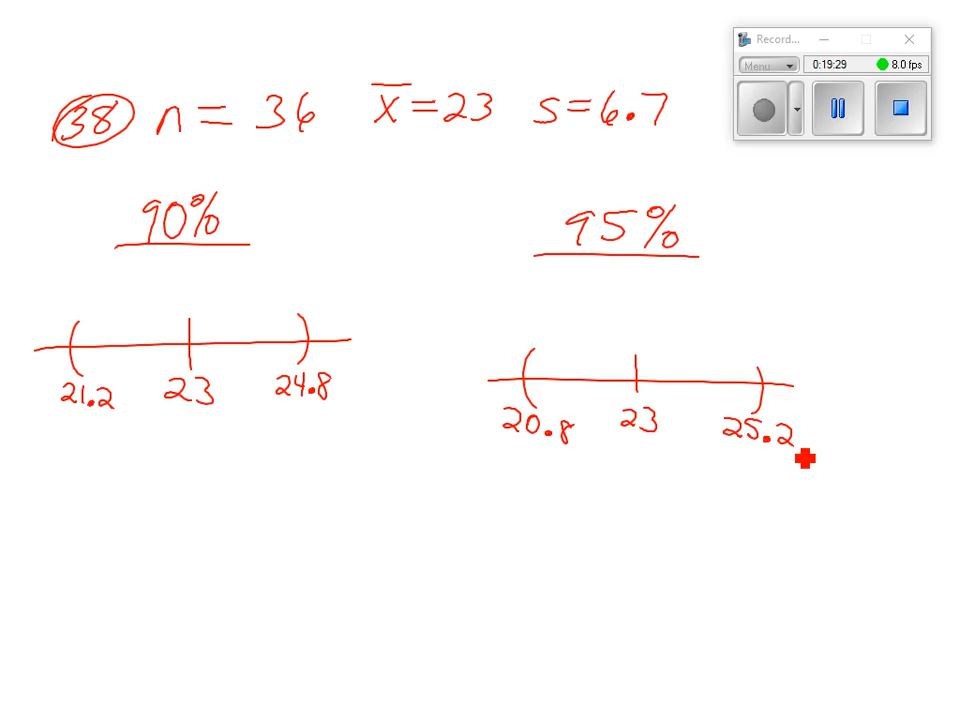 Record...
Menu 0:19:29 8.0 fps
38 n = 36 x̅ = 23 s = 6.7
90% 95%
21.2 23 24.8
20.8 23 25.2